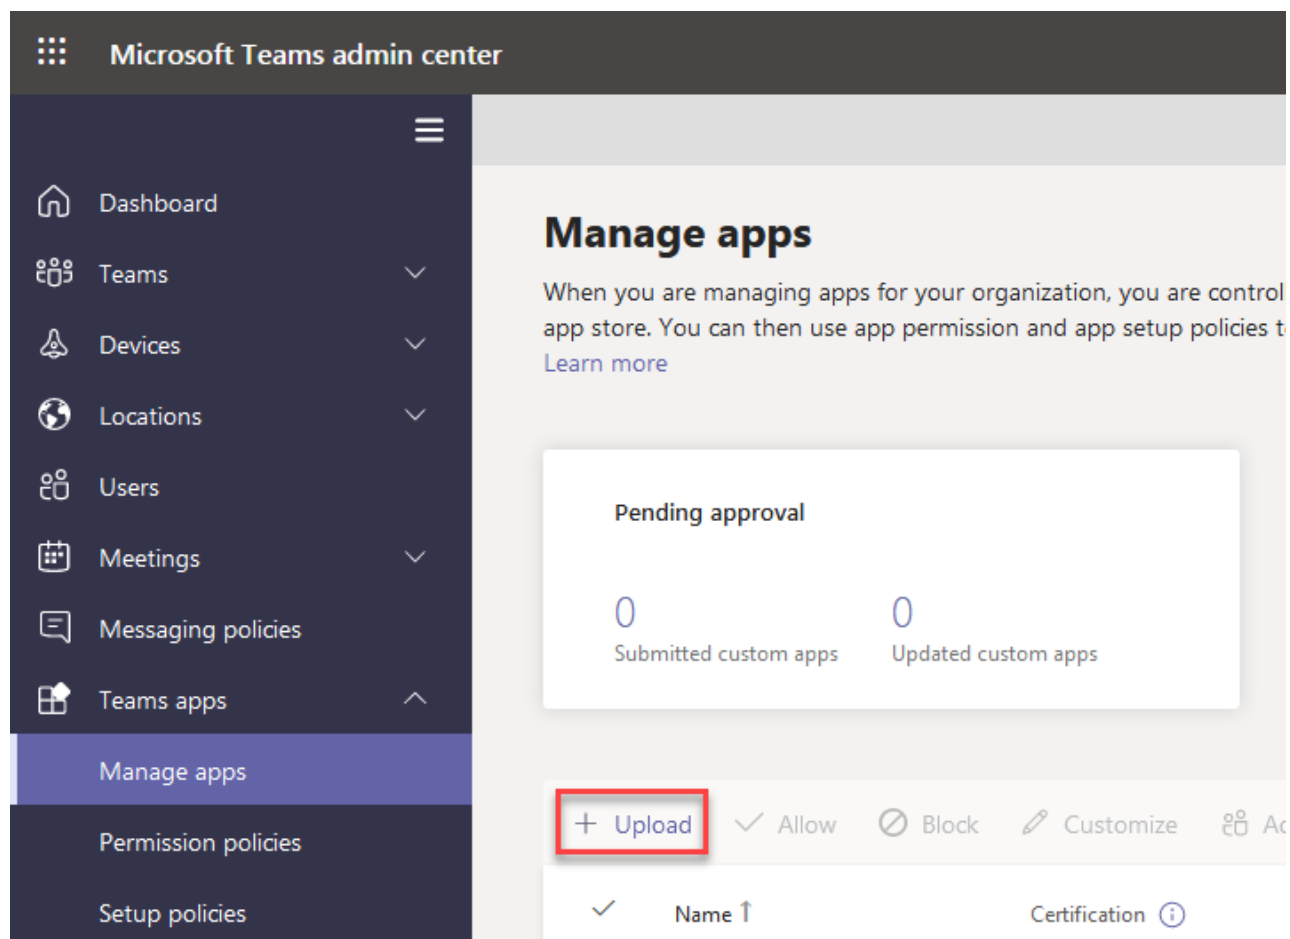 Microsoft Teams admin center
Dashboard
Teams
Devices
Locations
Users
Meetings
Messaging policies
Teams apps
Manage apps
Permission policies
Setup policies
Manage apps
When you are managing apps for your organization, you are control
app store. You can then use app permission and app setup policies t
Learn more
Pending approval
0 0
Submitted custom apps Updated custom apps
+ Upload Allow Block Customize
Name ↑ Certification